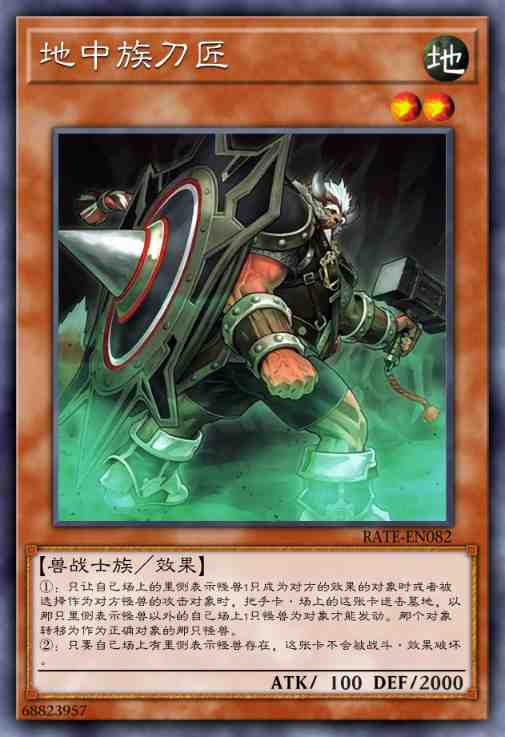 地中族刀匠
地
RATE-EN082
【兽战士族／效果】
①：只让自己场上的里侧表示怪兽1只成为对方的效果的对象时或者被
选择作为对方怪兽的攻击对象时，把手卡·场上的这张卡送去墓地，以
那只里侧表示怪兽以外的自己场上1只怪兽为对象才能发动。那个对象
转移为作为正确对象的那只怪兽。
②：只要自己场上有里侧表示怪兽存在，这张卡不会被战斗·效果破坏
。
ATK/ 100 DEF/2000
68823957